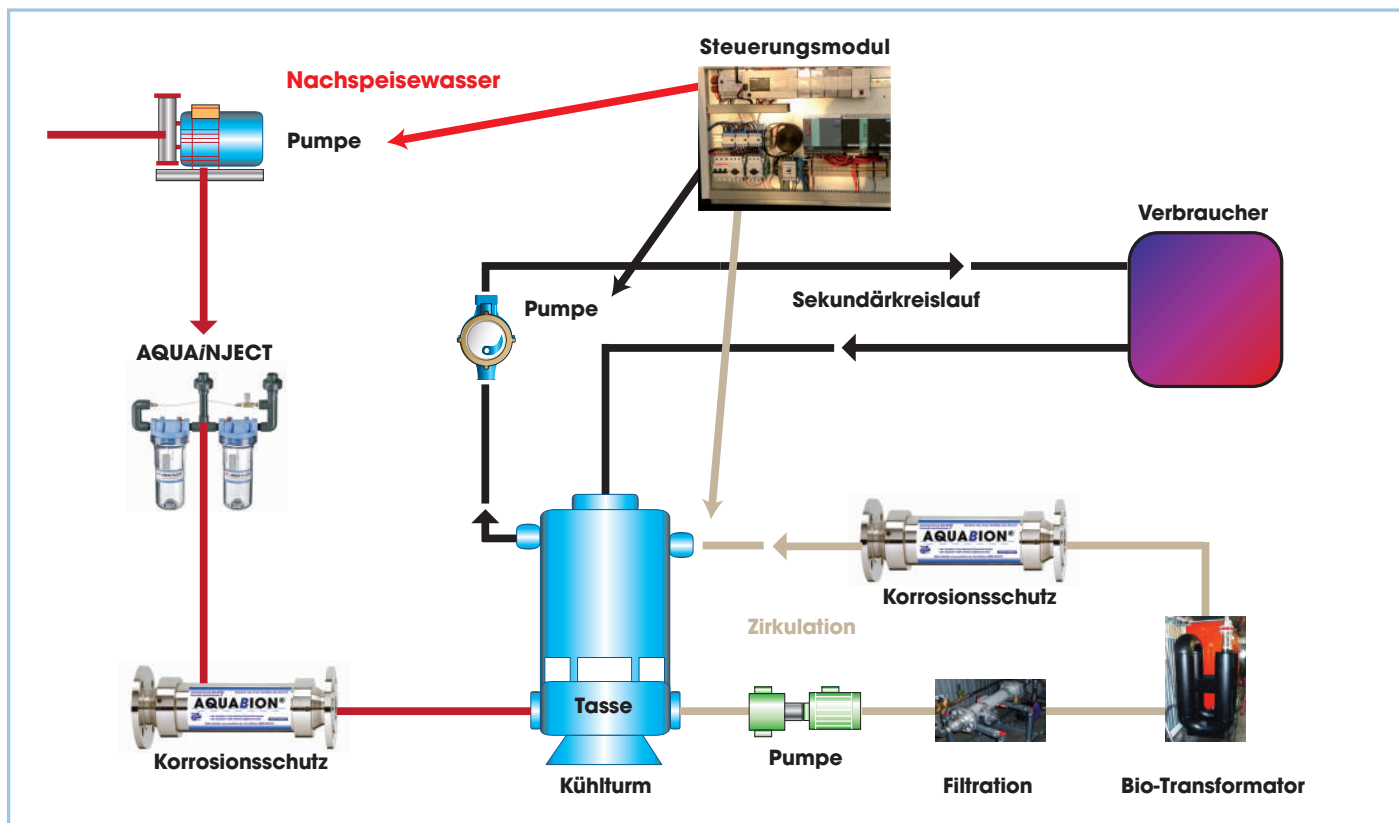 Steuerungsmodul
Nachspeisewasser
Pumpe
Verbraucher
Pumpe
Sekundärkreislauf
AQUAiNJECT
AQUABION®
Korrosionsschutz
Zirkulation
AQUABION®
Korrosionsschutz
Tasse
Pumpe
Kühlturm
Filtration
Bio-Transformator